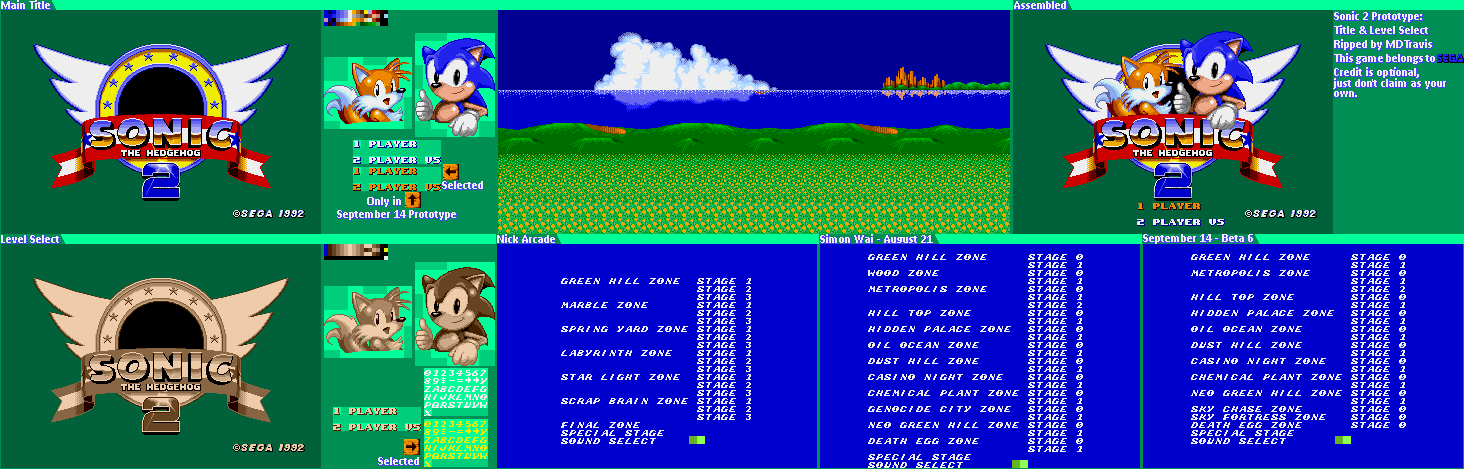 Main Title
SONIC
THE HEDGEHOG
2
©SEGA 1992
1 PLAYER
2 PLAYER VS
1 PLAYER
2 PLAYER VS
Selected
Only in
September 14 Prototype
Assembled
SONIC
THE HEDGEHOG
2
1 PLAYER
2 PLAYER VS
©SEGA 1992
Sonic 2 Prototype:
Title & Level Select
Ripped by MDTravis
This game belongs to SEGA
Credit is optional,
just don't claim as your
own.
Level Select
SONIC
THE HEDGEHOG
2
©SEGA 1992
1 PLAYER
2 PLAYER VS
Selected
01234567
ZABCDEFG
HIJKLMNO
PQRSTUVW
X
01234567
ZABCDEFG
HIJKLMNO
PQRSTUVW
X
Nick Arcade
GREEN HILL ZONE STAGE 1
STAGE 2
STAGE 3
MARBLE ZONE STAGE 1
STAGE 2
STAGE 3
SPRING YARD ZONE STAGE 1
STAGE 2
STAGE 3
LABYRINTH ZONE STAGE 1
STAGE 2
STAGE 3
STAR LIGHT ZONE STAGE 1
STAGE 2
STAGE 3
SCRAP BRAIN ZONE STAGE 1
STAGE 2
STAGE 3
FINAL ZONE
SPECIAL STAGE
SOUND SELECT
Simon Wai - August 21
GREEN HILL ZONE STAGE 0
STAGE 1
WOOD ZONE STAGE 0
STAGE 1
METROPOLIS ZONE STAGE 0
STAGE 1
STAGE 2
HILL TOP ZONE STAGE 0
STAGE 1
HIDDEN PALACE ZONE STAGE 0
STAGE 1
OIL OCEAN ZONE STAGE 0
STAGE 1
DUST HILL ZONE STAGE 0
STAGE 1
CASINO NIGHT ZONE STAGE 0
STAGE 1
CHEMICAL PLANT ZONE STAGE 0
STAGE 1
GENOCIDE CITY ZONE STAGE 0
STAGE 1
NEO GREEN HILL ZONE STAGE 0
STAGE 1
DEATH EGG ZONE STAGE 0
STAGE 1
SPECIAL STAGE
SOUND SELECT
September 14 - Beta 6
GREEN HILL ZONE STAGE 0
STAGE 1
METROPOLIS ZONE STAGE 0
STAGE 1
STAGE 2
HILL TOP ZONE STAGE 0
STAGE 1
HIDDEN PALACE ZONE STAGE 0
STAGE 1
OIL OCEAN ZONE STAGE 0
STAGE 1
DUST HILL ZONE STAGE 0
STAGE 1
CASINO NIGHT ZONE STAGE 0
STAGE 1
CHEMICAL PLANT ZONE STAGE 0
STAGE 1
NEO GREEN HILL ZONE STAGE 0
STAGE 1
SKY CHASE ZONE STAGE 0
SKY FORTRESS ZONE STAGE 0
DEATH EGG ZONE STAGE 0
SPECIAL STAGE
SOUND SELECT